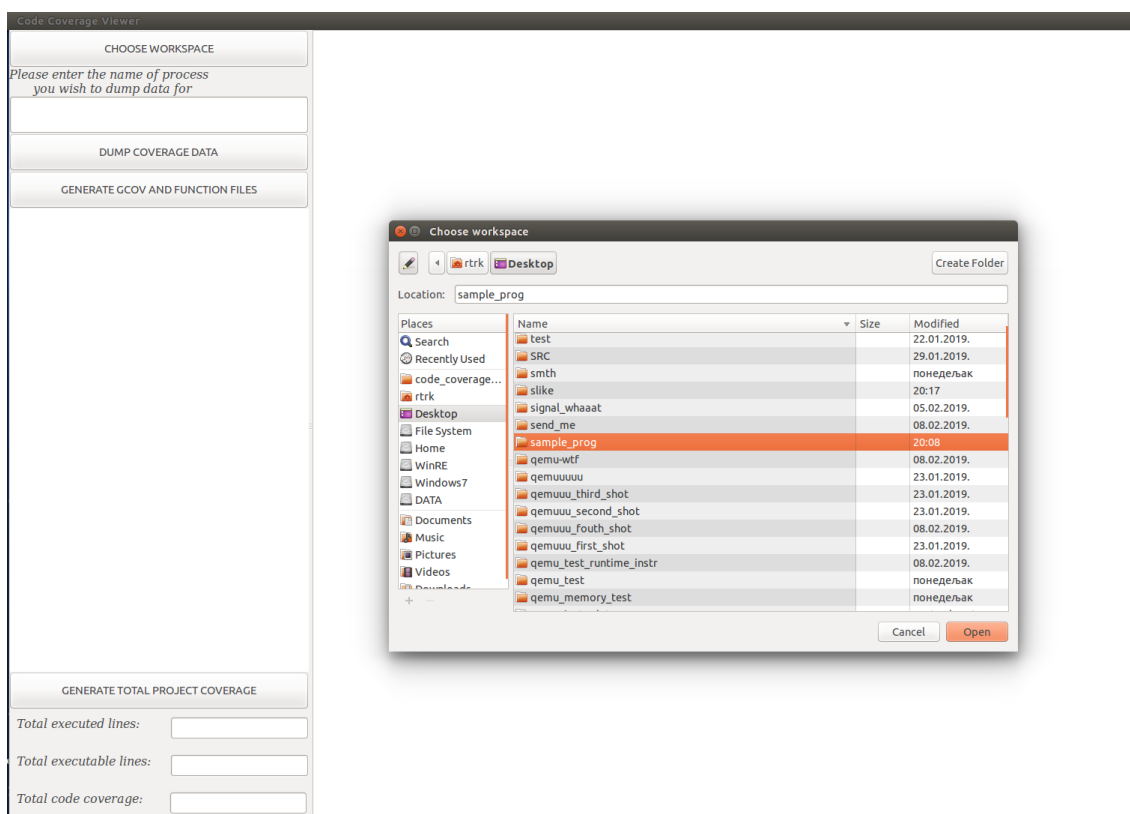 Code Coverage Viewer
CHOOSE WORKSPACE
Please enter the name of process
you wish to dump data for
DUMP COVERAGE DATA
GENERATE GCOV AND FUNCTION FILES
Choose workspace
rtrk Desktop Create Folder
Location: sample_prog
Places
Search
Recently Used
code_coverage...
rtrk
Desktop
File System
Home
WinRE
Windows7
DATA
Documents
Music
Pictures
Videos
Downloads
Name Size Modified
test 22.01.2019.
SRC 29.01.2019.
smth понедељак
slike 20:17
signal_whaaat 05.02.2019.
send_me 08.02.2019.
sample_prog 20:08
qemu-wtf 08.02.2019.
qemuuuuu 23.01.2019.
qemuuu_third_shot 23.01.2019.
qemuuu_second_shot 23.01.2019.
qemuuu_fouth_shot 08.02.2019.
qemuuu_first_shot 23.01.2019.
qemu_test_runtime_instr 08.02.2019.
qemu_test понедељак
qemu_memory_test понедељак
Cancel Open
GENERATE TOTAL PROJECT COVERAGE
Total executed lines:
Total executable lines:
Total code coverage: